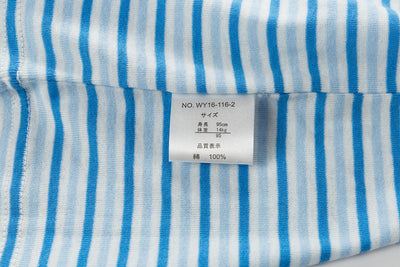 NO. WY16-116-2
サイズ
身長 95cm
体重 14kg
95
品質表示
綿 100%